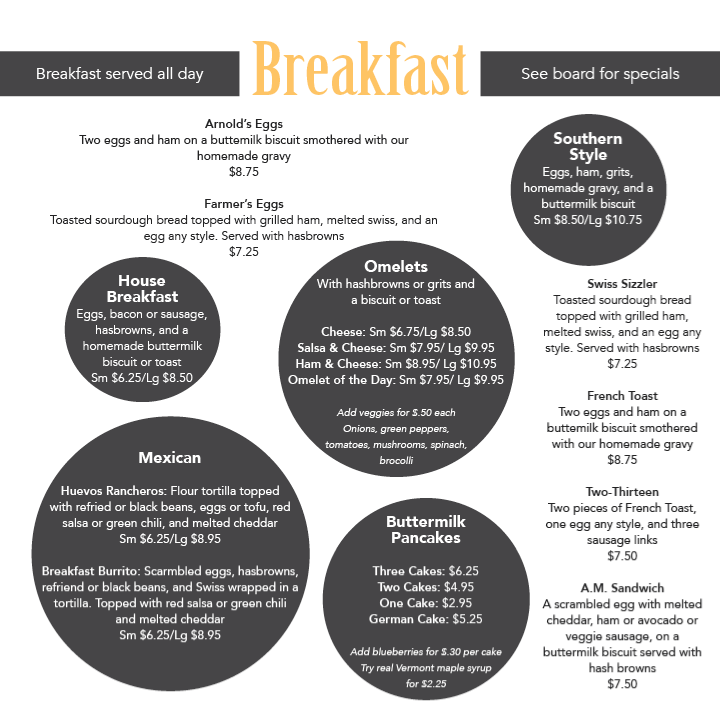 Breakfast served all day
Breakfast
See board for specials
Arnold's Eggs
Two eggs and ham on a buttemilk biscuit smothered with our
homemade gravy
$8.75
Farmer's Eggs
Toasted sourdough bread topped with grilled ham, melted swiss, and an
egg any style. Served with hasbrowns
$7.25
Southern
Style
Eggs, ham, grits,
homemade gravy, and a
buttermilk biscuit
Sm $8.50/Lg $10.75
House
Breakfast
Eggs, bacon or sausage,
hasbrowns, and a
homemade buttermilk
biscuit or toast
Sm $6.25/Lg $8.50
Omelets
With hashbrowns or grits and
a biscuit or toast
Cheese: Sm $6.75/Lg $8.50
Salsa & Cheese: Sm $7.95/ Lg $9.95
Ham & Cheese: Sm $8.95/ Lg $10.95
Omelet of the Day: Sm $7.95/ Lg $9.95
Add veggies for $.50 each
Onions, green peppers,
tomatoes, mushrooms, spinach,
brocolli
Swiss Sizzler
Toasted sourdough bread
topped with grilled ham,
melted swiss, and an egg any
style. Served with hasbrowns
$7.25
French Toast
Two eggs and ham on a
buttemilk biscuit smothered
with our homemade gravy
$8.75
Two-Thirteen
Two pieces of French Toast,
one egg any style, and three
sausage links
$7.50
A.M. Sandwich
A scrambled egg with melted
cheddar, ham or avocado or
veggie sausage, on a
buttermilk biscuit served with
hash browns
$7.50
Mexican
Huevos Rancheros: Flour tortilla topped
with refried or black beans, eggs or tofu, red
salsa or green chili, and melted cheddar
Sm $6.25/Lg $8.95
Breakfast Burrito: Scarmbled eggs, hasbrowns,
refriend or black beans, and Swiss wrapped in a
tortilla. Topped with red salsa or green chili
and melted cheddar
Sm $6.25/Lg $8.95
Buttermilk
Pancakes
Three Cakes: $6.25
Two Cakes: $4.95
One Cake: $2.95
German Cake: $5.25
Add blueberries for $.30 per cake
Try real Vermont maple syrup
for $2.25